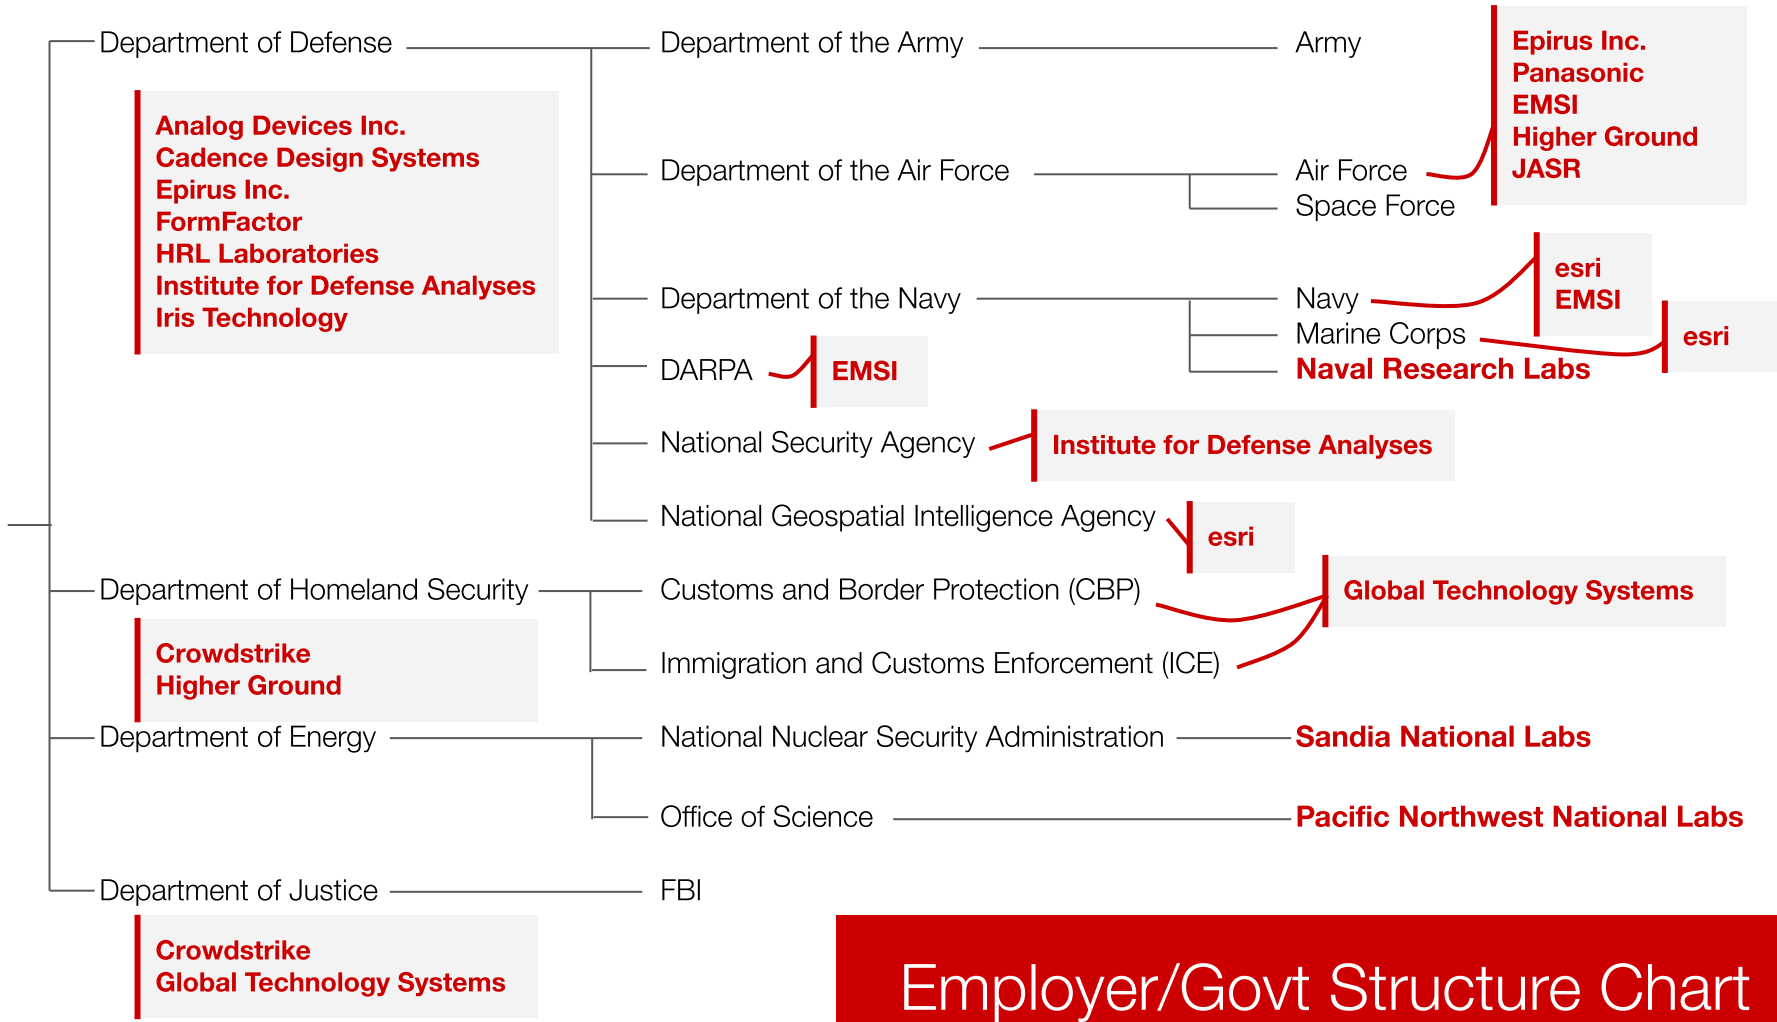 Department of Defense
Analog Devices Inc.
Cadence Design Systems
Epirus Inc.
FormFactor
HRL Laboratories
Institute for Defense Analyses
Iris Technology
Department of the Army
Army
Department of the Air Force
Air Force
Space Force
Epirus Inc.
Panasonic
EMSI
Higher Ground
JASR
Department of the Navy
Navy
esri
EMSI
Marine Corps
esri
Naval Research Labs
DARPA
EMSI
National Security Agency
Institute for Defense Analyses
National Geospatial Intelligence Agency
esri
Department of Homeland Security
Crowdstrike
Higher Ground
Customs and Border Protection (CBP)
Global Technology Systems
Immigration and Customs Enforcement (ICE)
Department of Energy
National Nuclear Security Administration
Sandia National Labs
Office of Science
Pacific Northwest National Labs
Department of Justice
FBI
Crowdstrike
Global Technology Systems
Employer/Govt Structure Chart